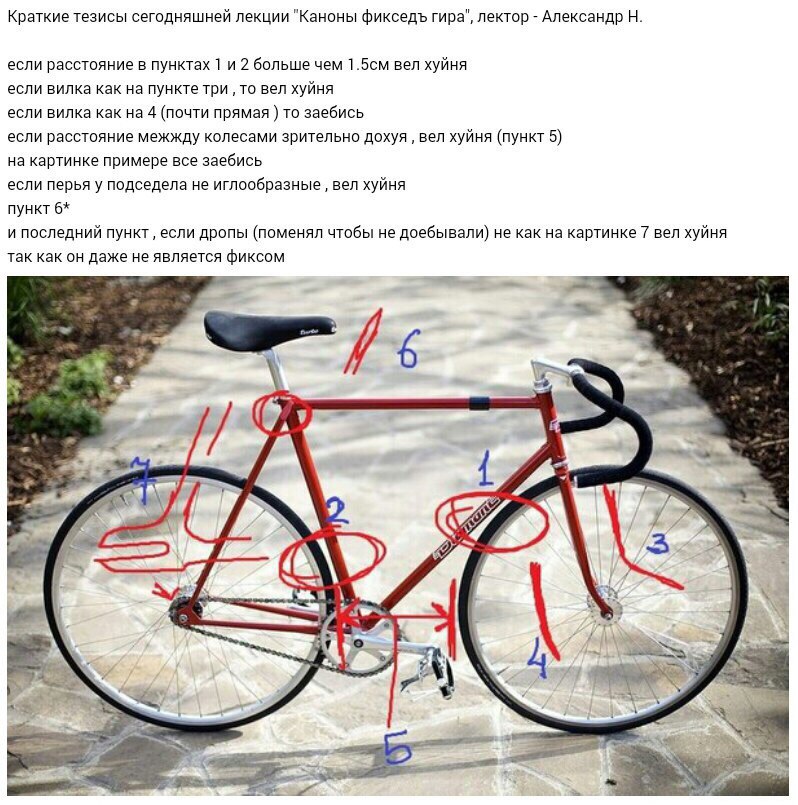 Краткие тезисы сегодняшней лекции "Каноны фикседъ гира", лектор - Александр Н.
если расстояние в пунктах 1 и 2 больше чем 1.5см вел хуйня
если вилка как на пункте три , то вел хуйня
если вилка как на 4 (почти прямая ) то заебись
если расстояние межжду колесами зрительно дохуя , вел хуйня (пункт 5)
на картинке примере все заебись
если перья у подседела не иглообразные , вел хуйня
пункт 6*
и последний пункт , если дропы (поменял чтобы не доебывали) не как на картинке 7 вел хуйня
так как он даже не является фиксом
Turbo
6
7
1
2
3
4
5